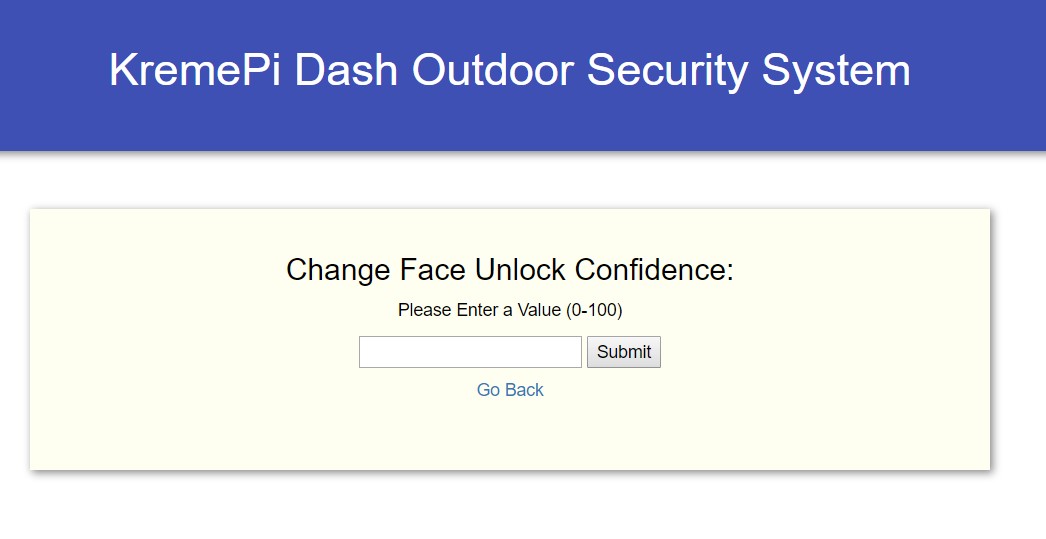 KremePi Dash Outdoor Security System
Change Face Unlock Confidence:
Please Enter a Value (0-100)
Submit
Go Back